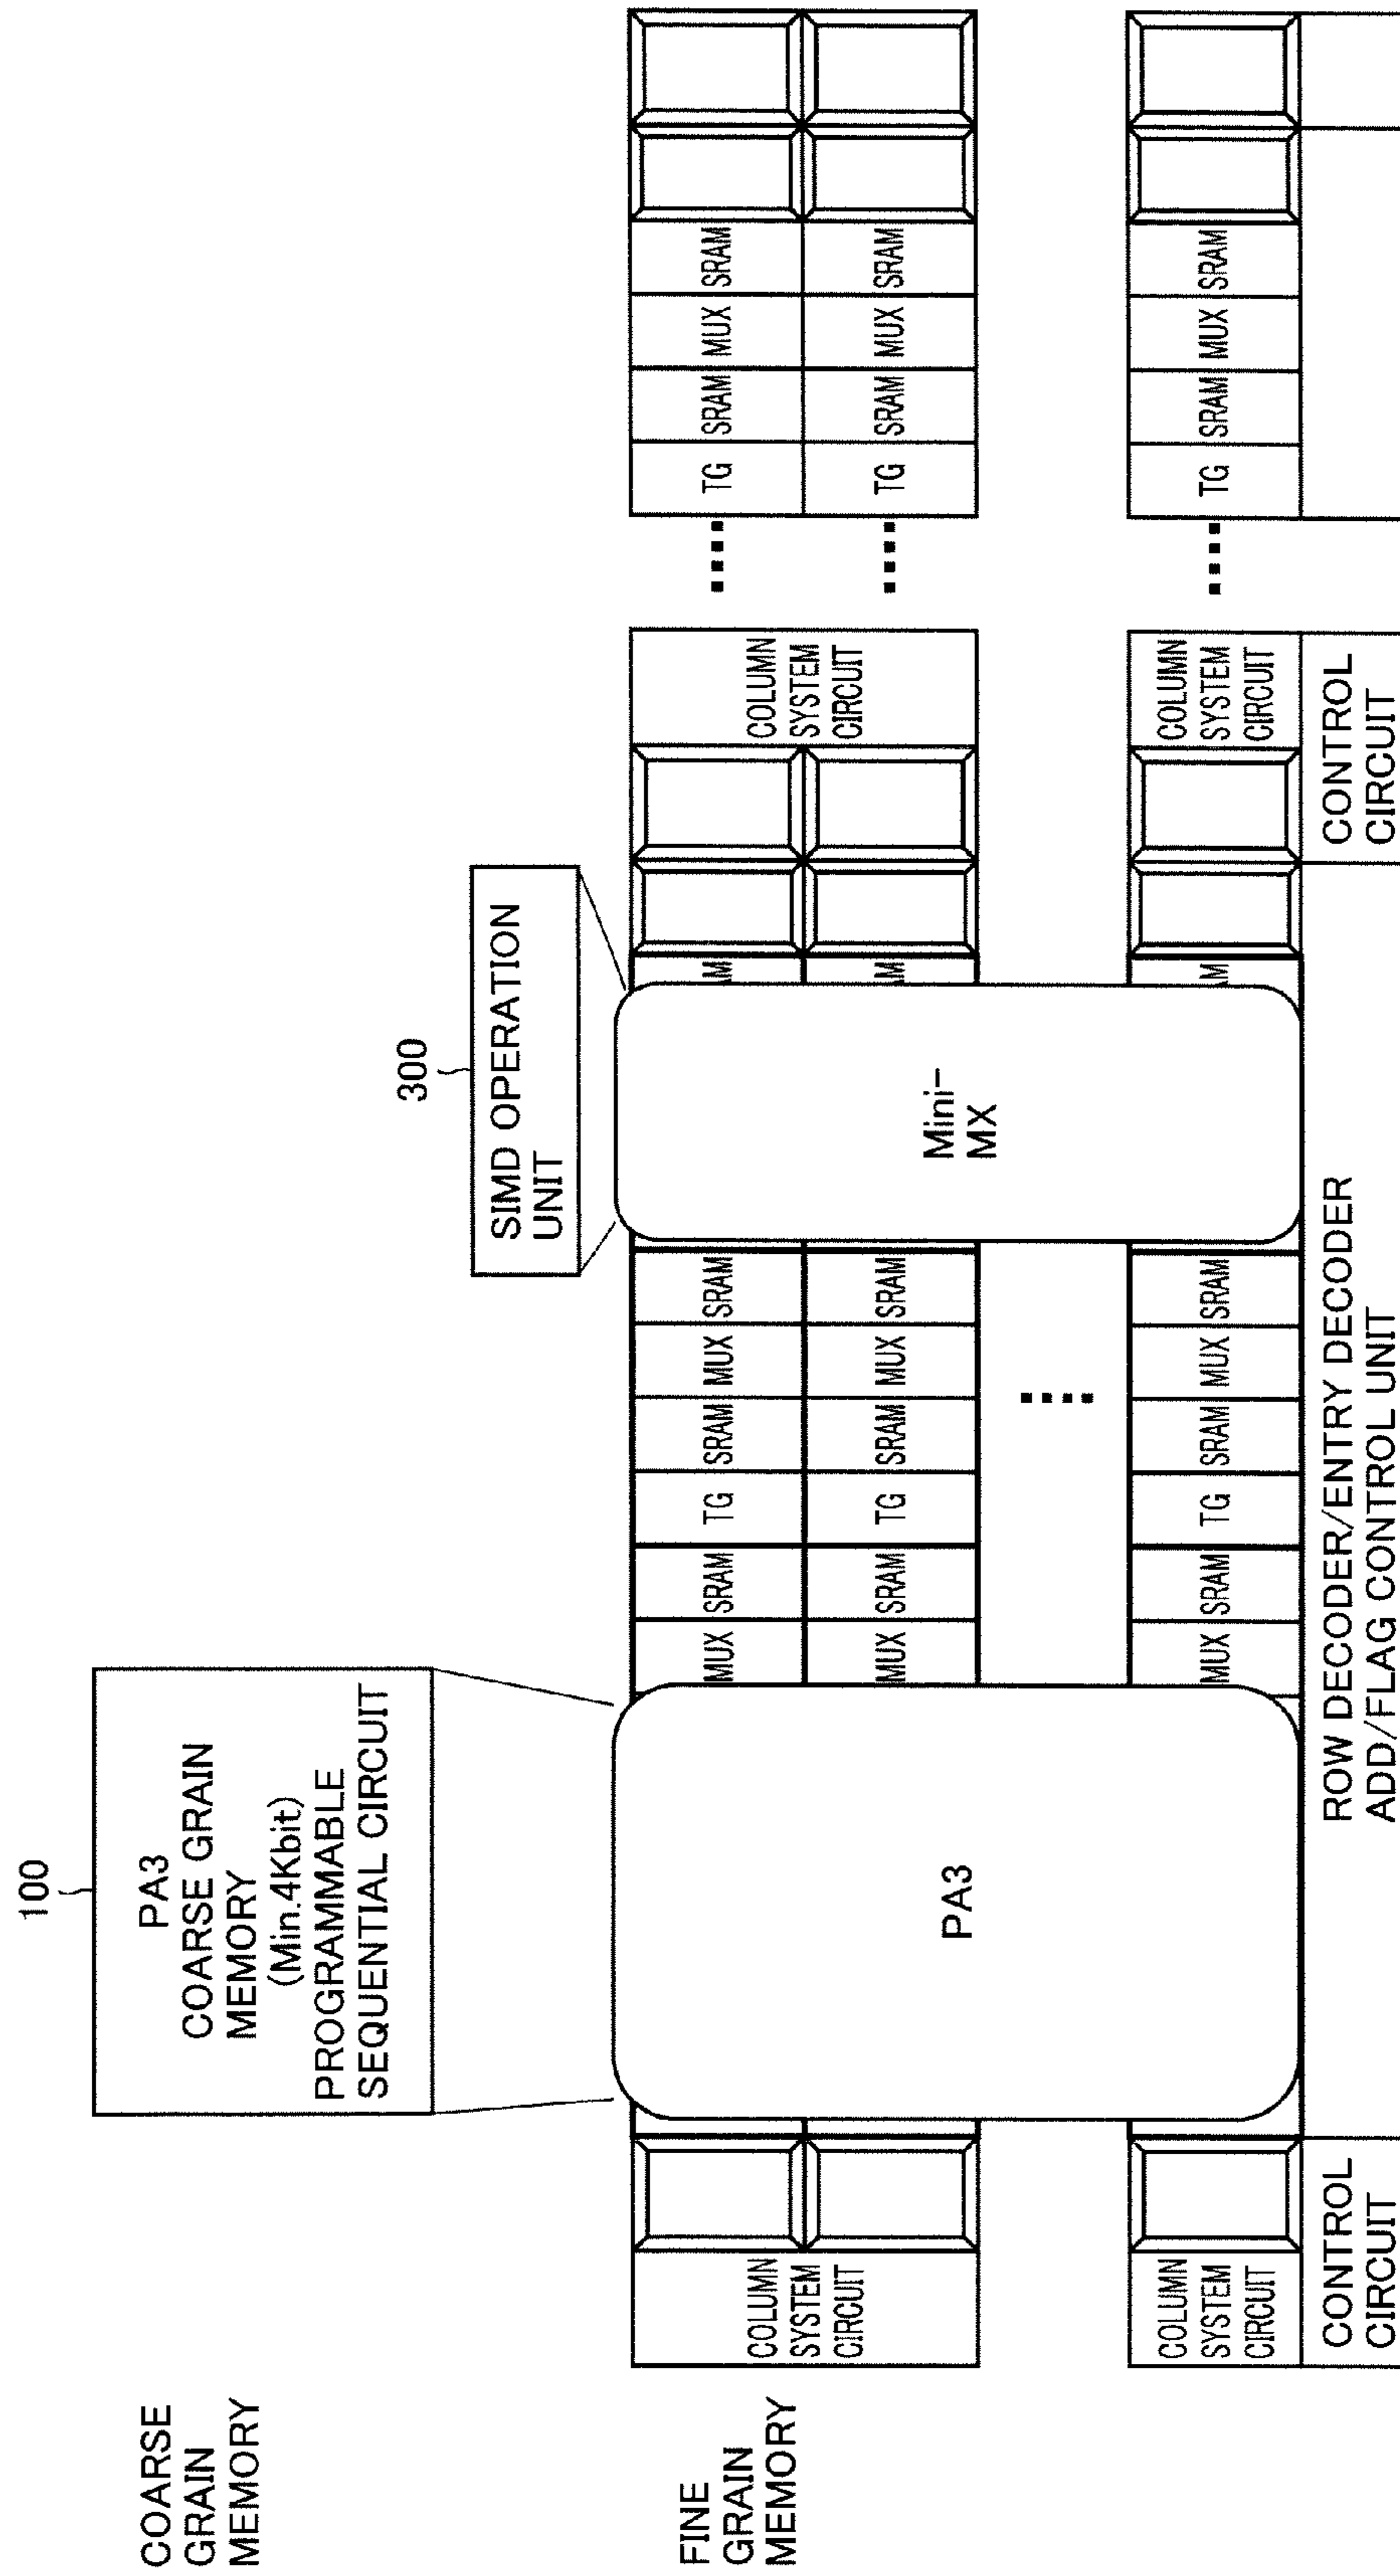 100
COARSE
GRAIN
MEMORY
PA3
COARSE GRAIN
MEMORY
(Min.4Kbit)
PROGRAMMABLE
SEQUENTIAL CIRCUIT
300
SIMD OPERATION
UNIT
FINE
GRAIN
MEMORY
MUX SRAM TG SRAM MUX SRAM AM TG SRAM MUX SRAM
COLUMN
SYSTEM
CIRCUIT
COLUMN
SYSTEM
CIRCUIT
MUX SRAM TG SRAM MUX SRAM AM TG SRAM MUX SRAM
PA3
Mini-
MX
COLUMN
SYSTEM
CIRCUIT
MUX SRAM TG SRAM MUX SRAM AM
COLUMN
SYSTEM
CIRCUIT
TG SRAM MUX SRAM
CONTROL
CIRCUIT
ROW DECODER/ENTRY DECODER
ADD/FLAG CONTROL UNIT
CONTROL
CIRCUIT